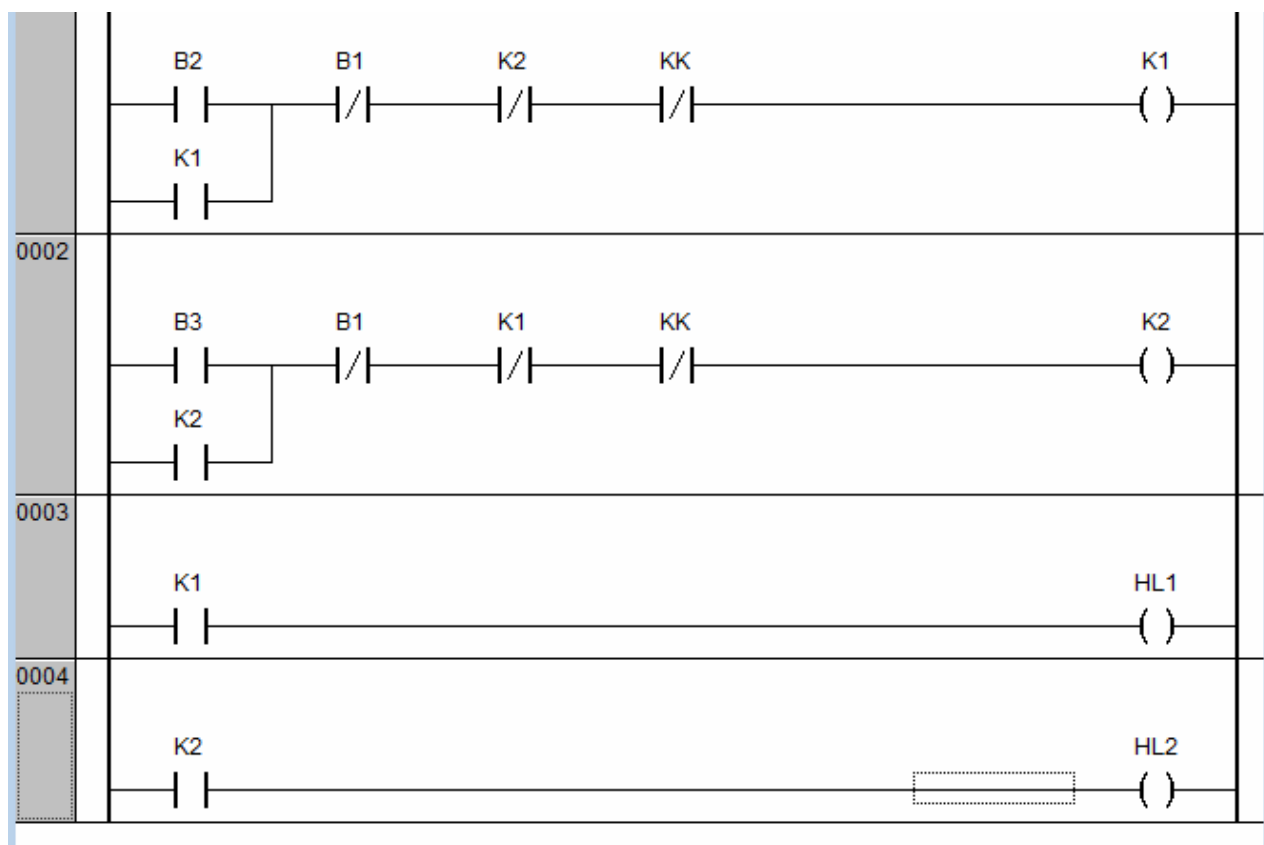 B2 B1 K2 KK K1
K1
0002
B3 B1 K1 KK K2
K2
0003
K1 HL1
0004
K2 HL2